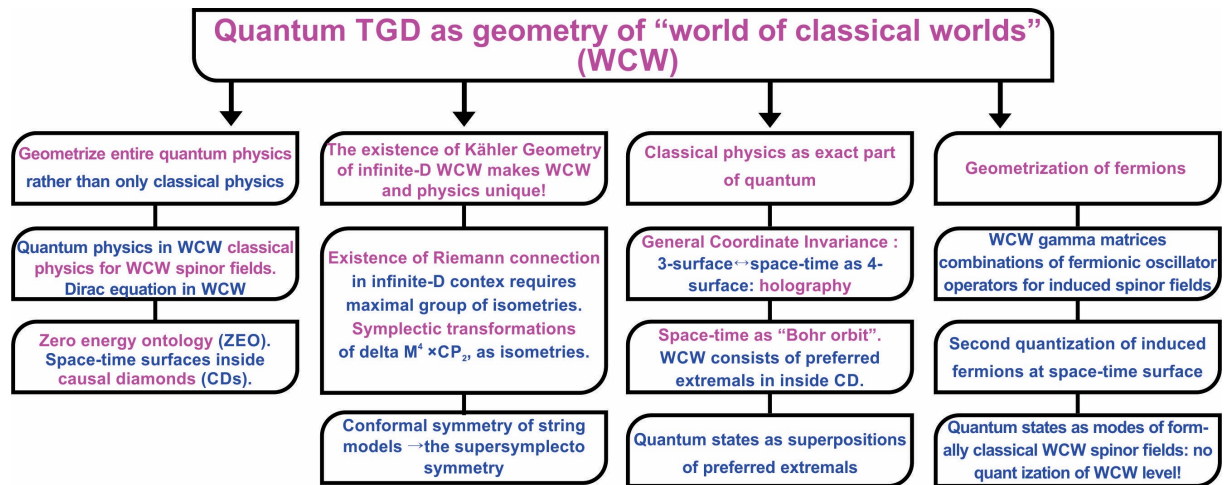 Quantum TGD as geometry of “world of classical worlds”
(WCW)
Geometrize entire quantum physics
rather than only classical physics
Quantum physics in WCW classical
physics for WCW spinor fields.
Dirac equation in WCW
Zero energy ontology (ZEO).
Space-time surfaces inside
causal diamonds (CDs).
The existence of Kähler Geometry
of infinite-D WCW makes WCW
and physics unique!
Existence of Riemann connection
in infinite-D contex requires
maximal group of isometries.
Symplectic transformations
of delta M⁴ ×CP₂, as isometries.
Conformal symmetry of string
models →the supersymplecto
symmetry
Classical physics as exact part
of quantum
General Coordinate Invariance :
3-surface↔space-time as 4-
surface: holography
Space-time as “Bohr orbit”.
WCW consists of preferred
extremals in inside CD.
Quantum states as superpositions
of preferred extremals
Geometrization of fermions
WCW gamma matrices
combinations of fermionic oscillator
operators for induced spinor fields
Second quantization of induced
fermions at space-time surface
Quantum states as modes of form-
ally classical WCW spinor fields: no
quant ization of WCW level!